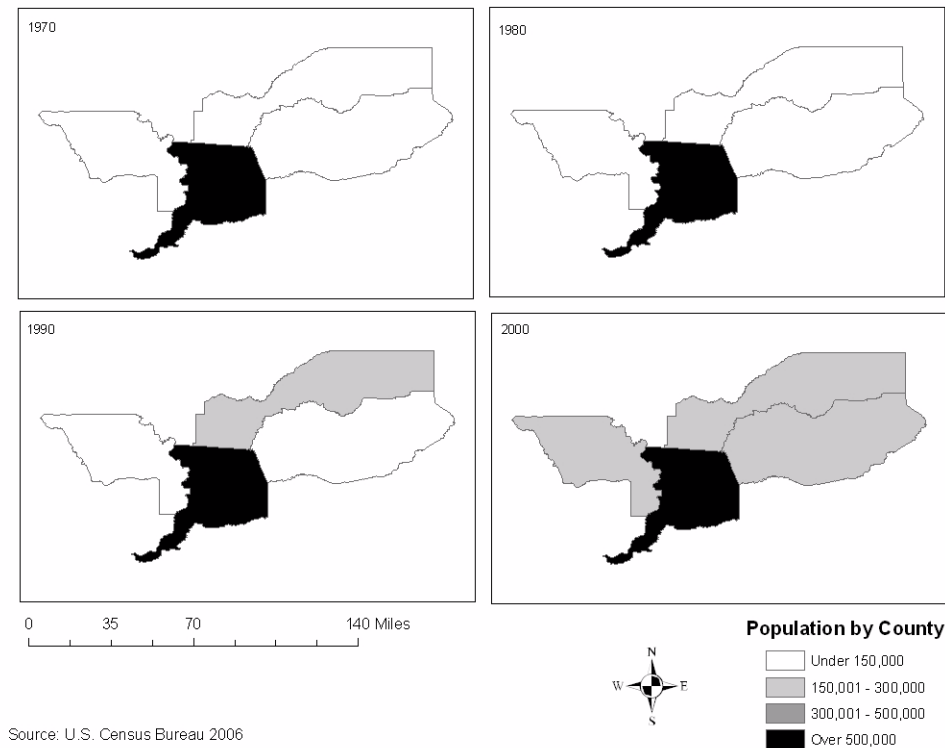 1970
1980
1990
2000
0 35 70 140 Miles
N
W E
S
Population by County
Under 150,000
150,001 - 300,000
300,001 - 500,000
Over 500,000
Source: U.S. Census Bureau 2006